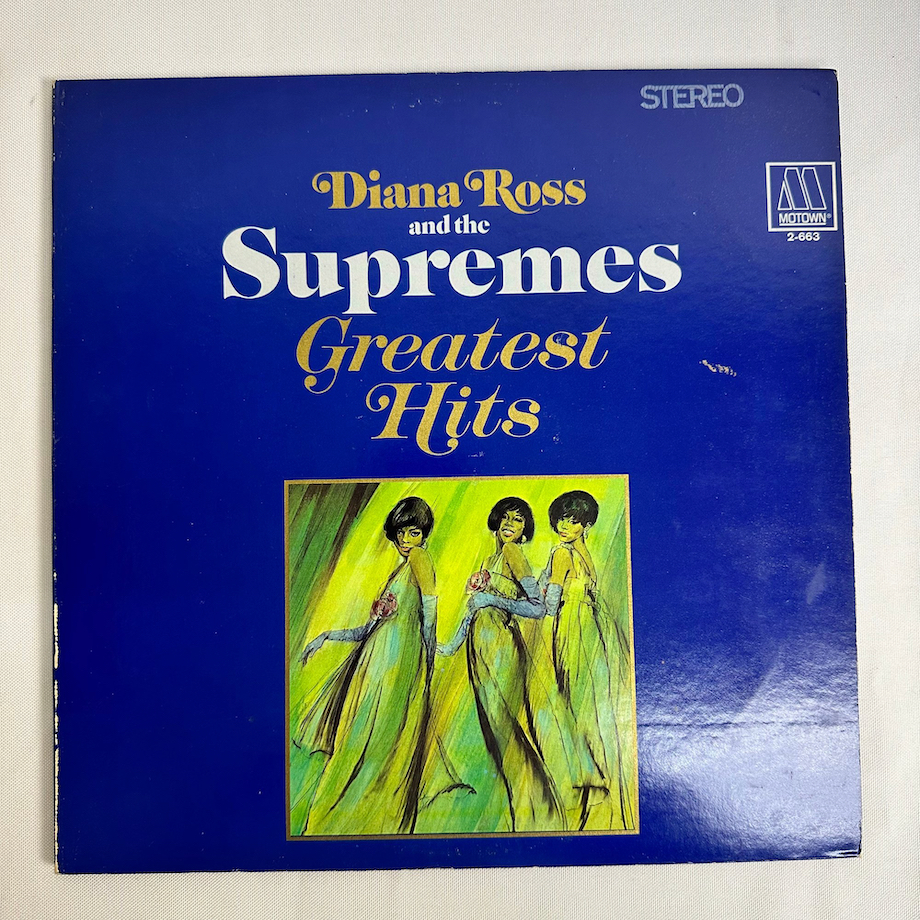 STEREO
Diana Ross
and the
Supremes
Greatest
Hits
MOTOWN®
2-663